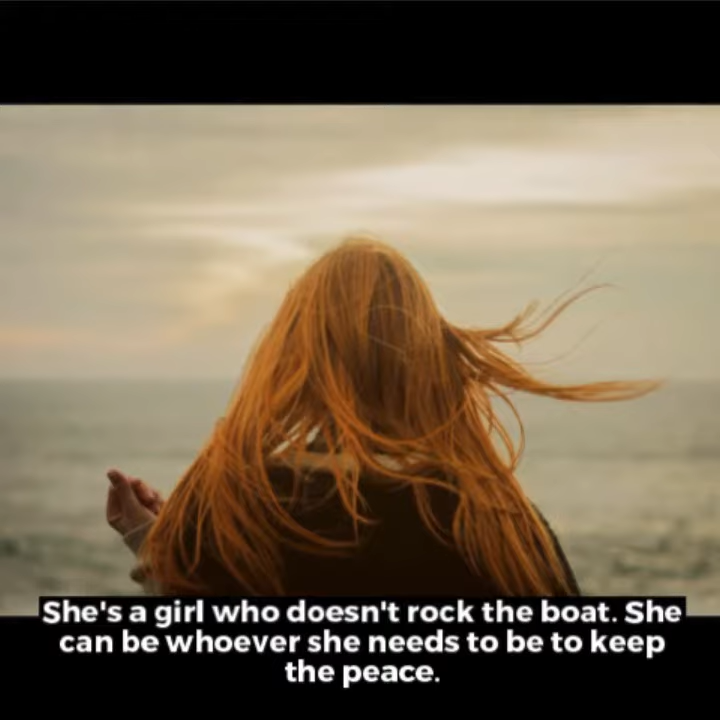 She's a girl who doesn't rock the boat. She
can be whoever she needs to be to keep
the peace.